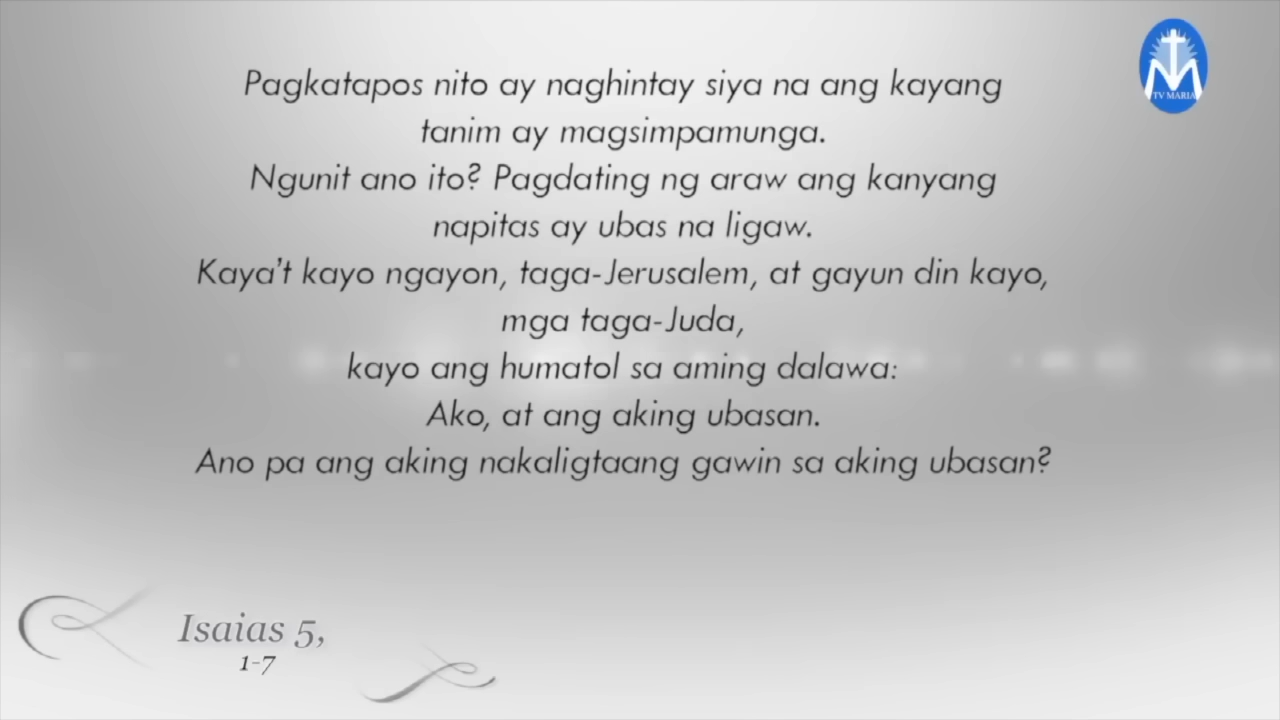 Pagkatapos nito ay naghintay siya na ang kayang
tanim ay magsimpamunga.
Ngunit ano ito? Pagdating ng araw ang kanyang
napitas ay ubas na ligaw.
Kaya't kayo ngayon, taga-Jerusalem, at gayun din kayo,
mga taga-Juda,
kayo ang humatol sa aming dalawa:
Ako, at ang aking ubasan.
Ano pa ang aking nakaligtaang gawin sa aking ubasan?
Isaias 5,
1-7
TV MARIA